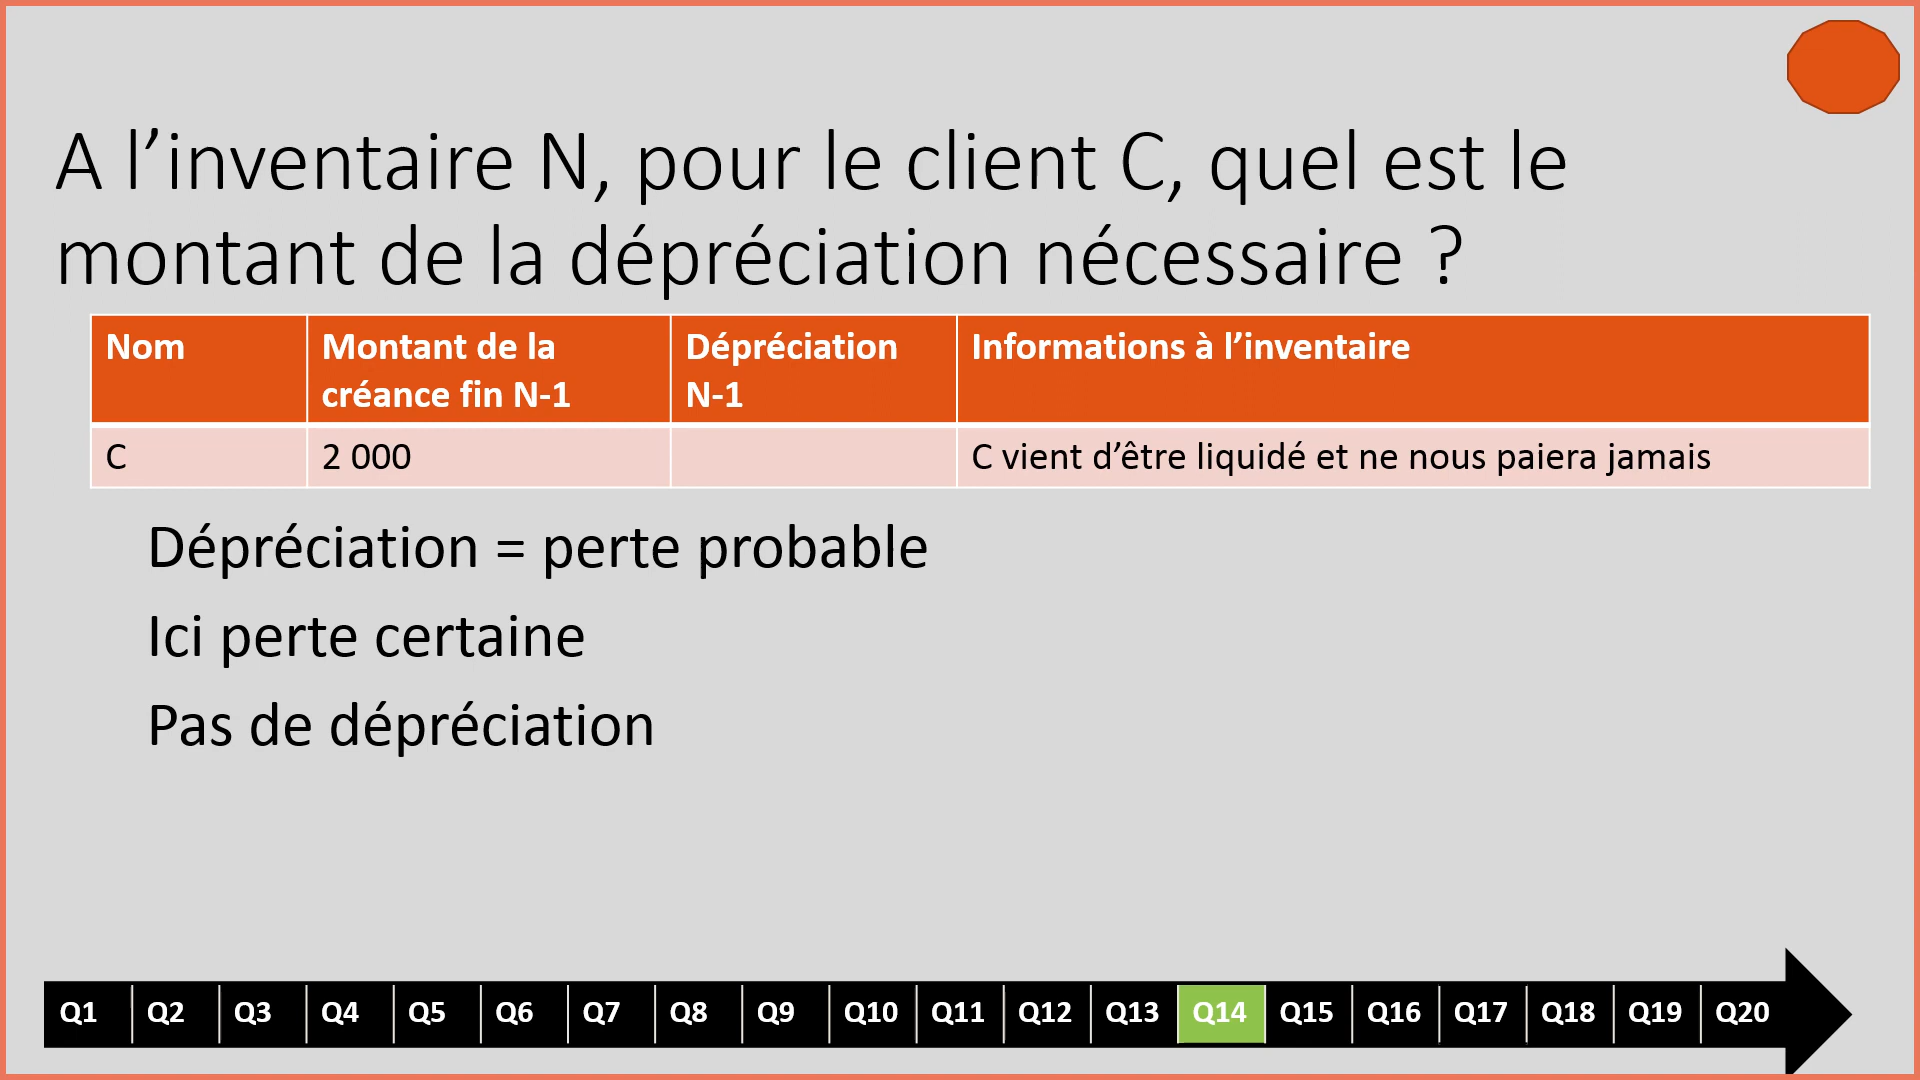 A l’inventaire N, pour le client C, quel est le
montant de la dépréciation nécessaire ?
Nom
Montant de la
créance fin N-1
Dépréciation
N-1
Informations à l’inventaire
C
2 000
C vient d’être liquidé et ne nous paiera jamais
Dépréciation = perte probable
Ici perte certaine
Pas de dépréciation
Q1 Q2 Q3 Q4 Q5 Q6 Q7 Q8 Q9 Q10 Q11 Q12 Q13 Q14 Q15 Q16 Q17 Q18 Q19 Q20